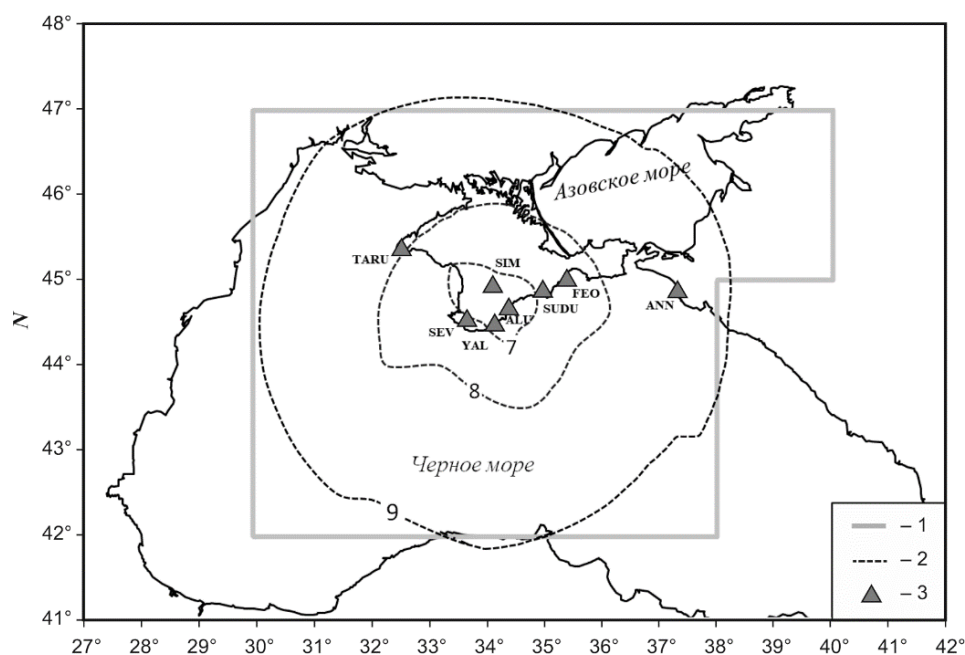 48°
47°
46°
45°
44°
43°
42°
41°
N
Азовское море
TARU
SIM
SUDU
FEO
ANN
SEV
ALU
YAL
7
8
Черное море
9
– 1
– 2
– 3
27 28° 29° 30° 31° 32° 33° 34° 35° 36° 37° 38° 39° 40° 41° 42°